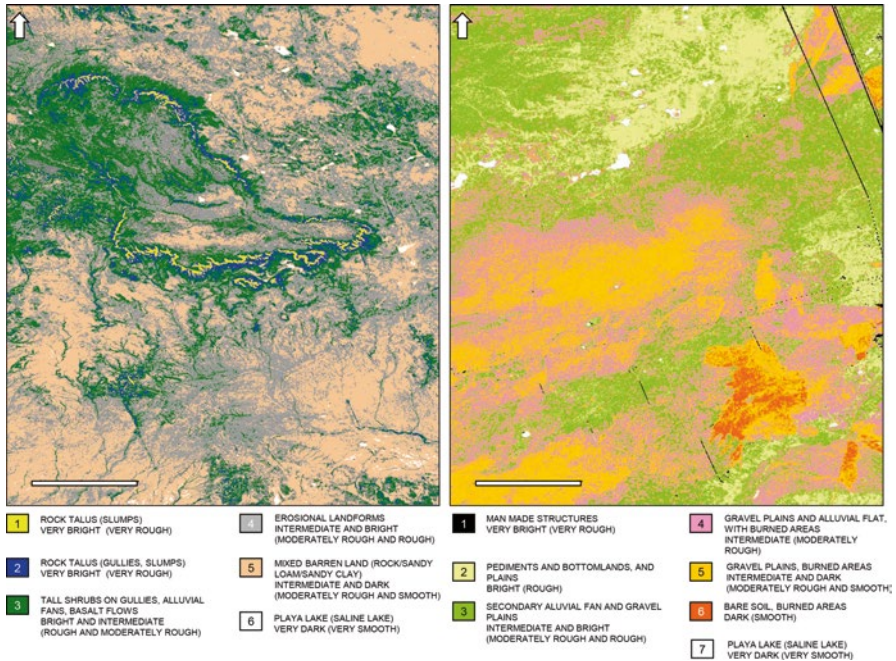 1
ROCK TALUS (SLUMPS)
VERY BRIGHT (VERY ROUGH)
2
ROCK TALUS (GULLIES, SLUMPS)
VERY BRIGHT (VERY ROUGH)
3
TALL SHRUBS ON GULLIES, ALLUVIAL
FANS, BASALT FLOWS
BRIGHT AND INTERMEDIATE
(ROUGH AND MODERATELY ROUGH)
4
EROSIONAL LANDFORMS
INTERMEDIATE AND BRIGHT
(MODERATELY ROUGH AND ROUGH)
5
MIXED BARREN LAND (ROCK/SANDY
LOAM/SANDY CLAY)
INTERMEDIATE AND DARK
(MODERATELY ROUGH AND SMOOTH)
6
PLAYA LAKE (SALINE LAKE)
VERY DARK (VERY SMOOTH)
1
MAN MADE STRUCTURES
VERY BRIGHT (VERY ROUGH)
2
PEDIMENTS AND BOTTOMLANDS, AND
PLAINS
BRIGHT (ROUGH)
3
SECONDARY ALUVIAL FAN AND GRAVEL
PLAINS
INTERMEDIATE AND BRIGHT
(MODERATELY ROUGH AND ROUGH)
4
GRAVEL PLAINS AND ALLUVIAL FLAT,
WITH BURNED AREAS
INTERMEDIATE (MODERATELY
ROUGH)
5
GRAVEL PLAINS, BURNED AREAS
INTERMEDIATE AND DARK
(MODERATELY ROUGH AND SMOOTH)
6
BARE SOIL, BURNED AREAS
DARK (SMOOTH)
7
PLAYA LAKE (SALINE LAKE)
VERY DARK (VERY SMOOTH)